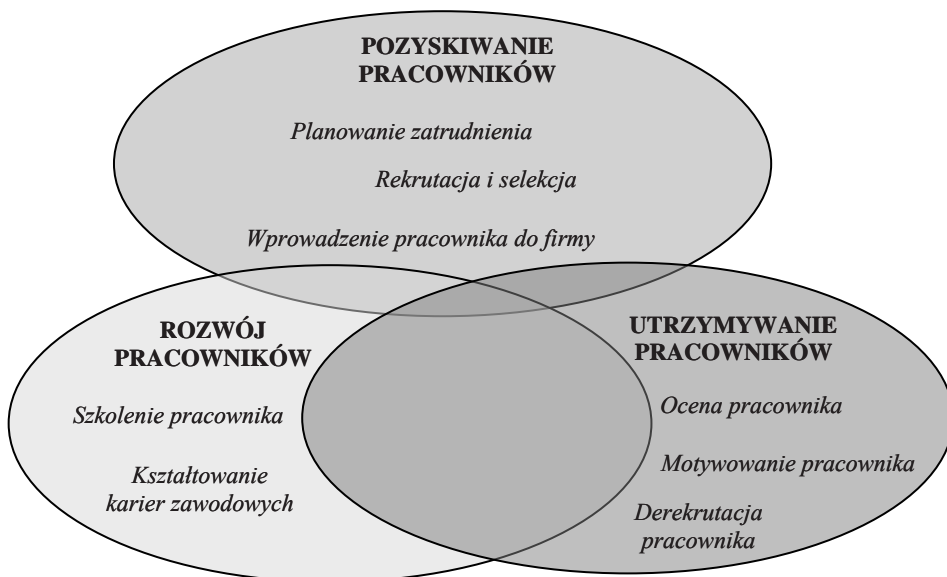 POZYSKIWANIE
PRACOWNIKÓW
Planowanie zatrudnienia
Rekrutacja i selekcja
Wprowadzenie pracownika do firmy
ROZWÓJ
PRACOWNIKÓW
Szkolenie pracownika
Kształtowanie
karier zawodowych
UTRZYMYWANIE
PRACOWNIKÓW
Ocena pracownika
Motywowanie pracownika
Derekrutacja
pracownika